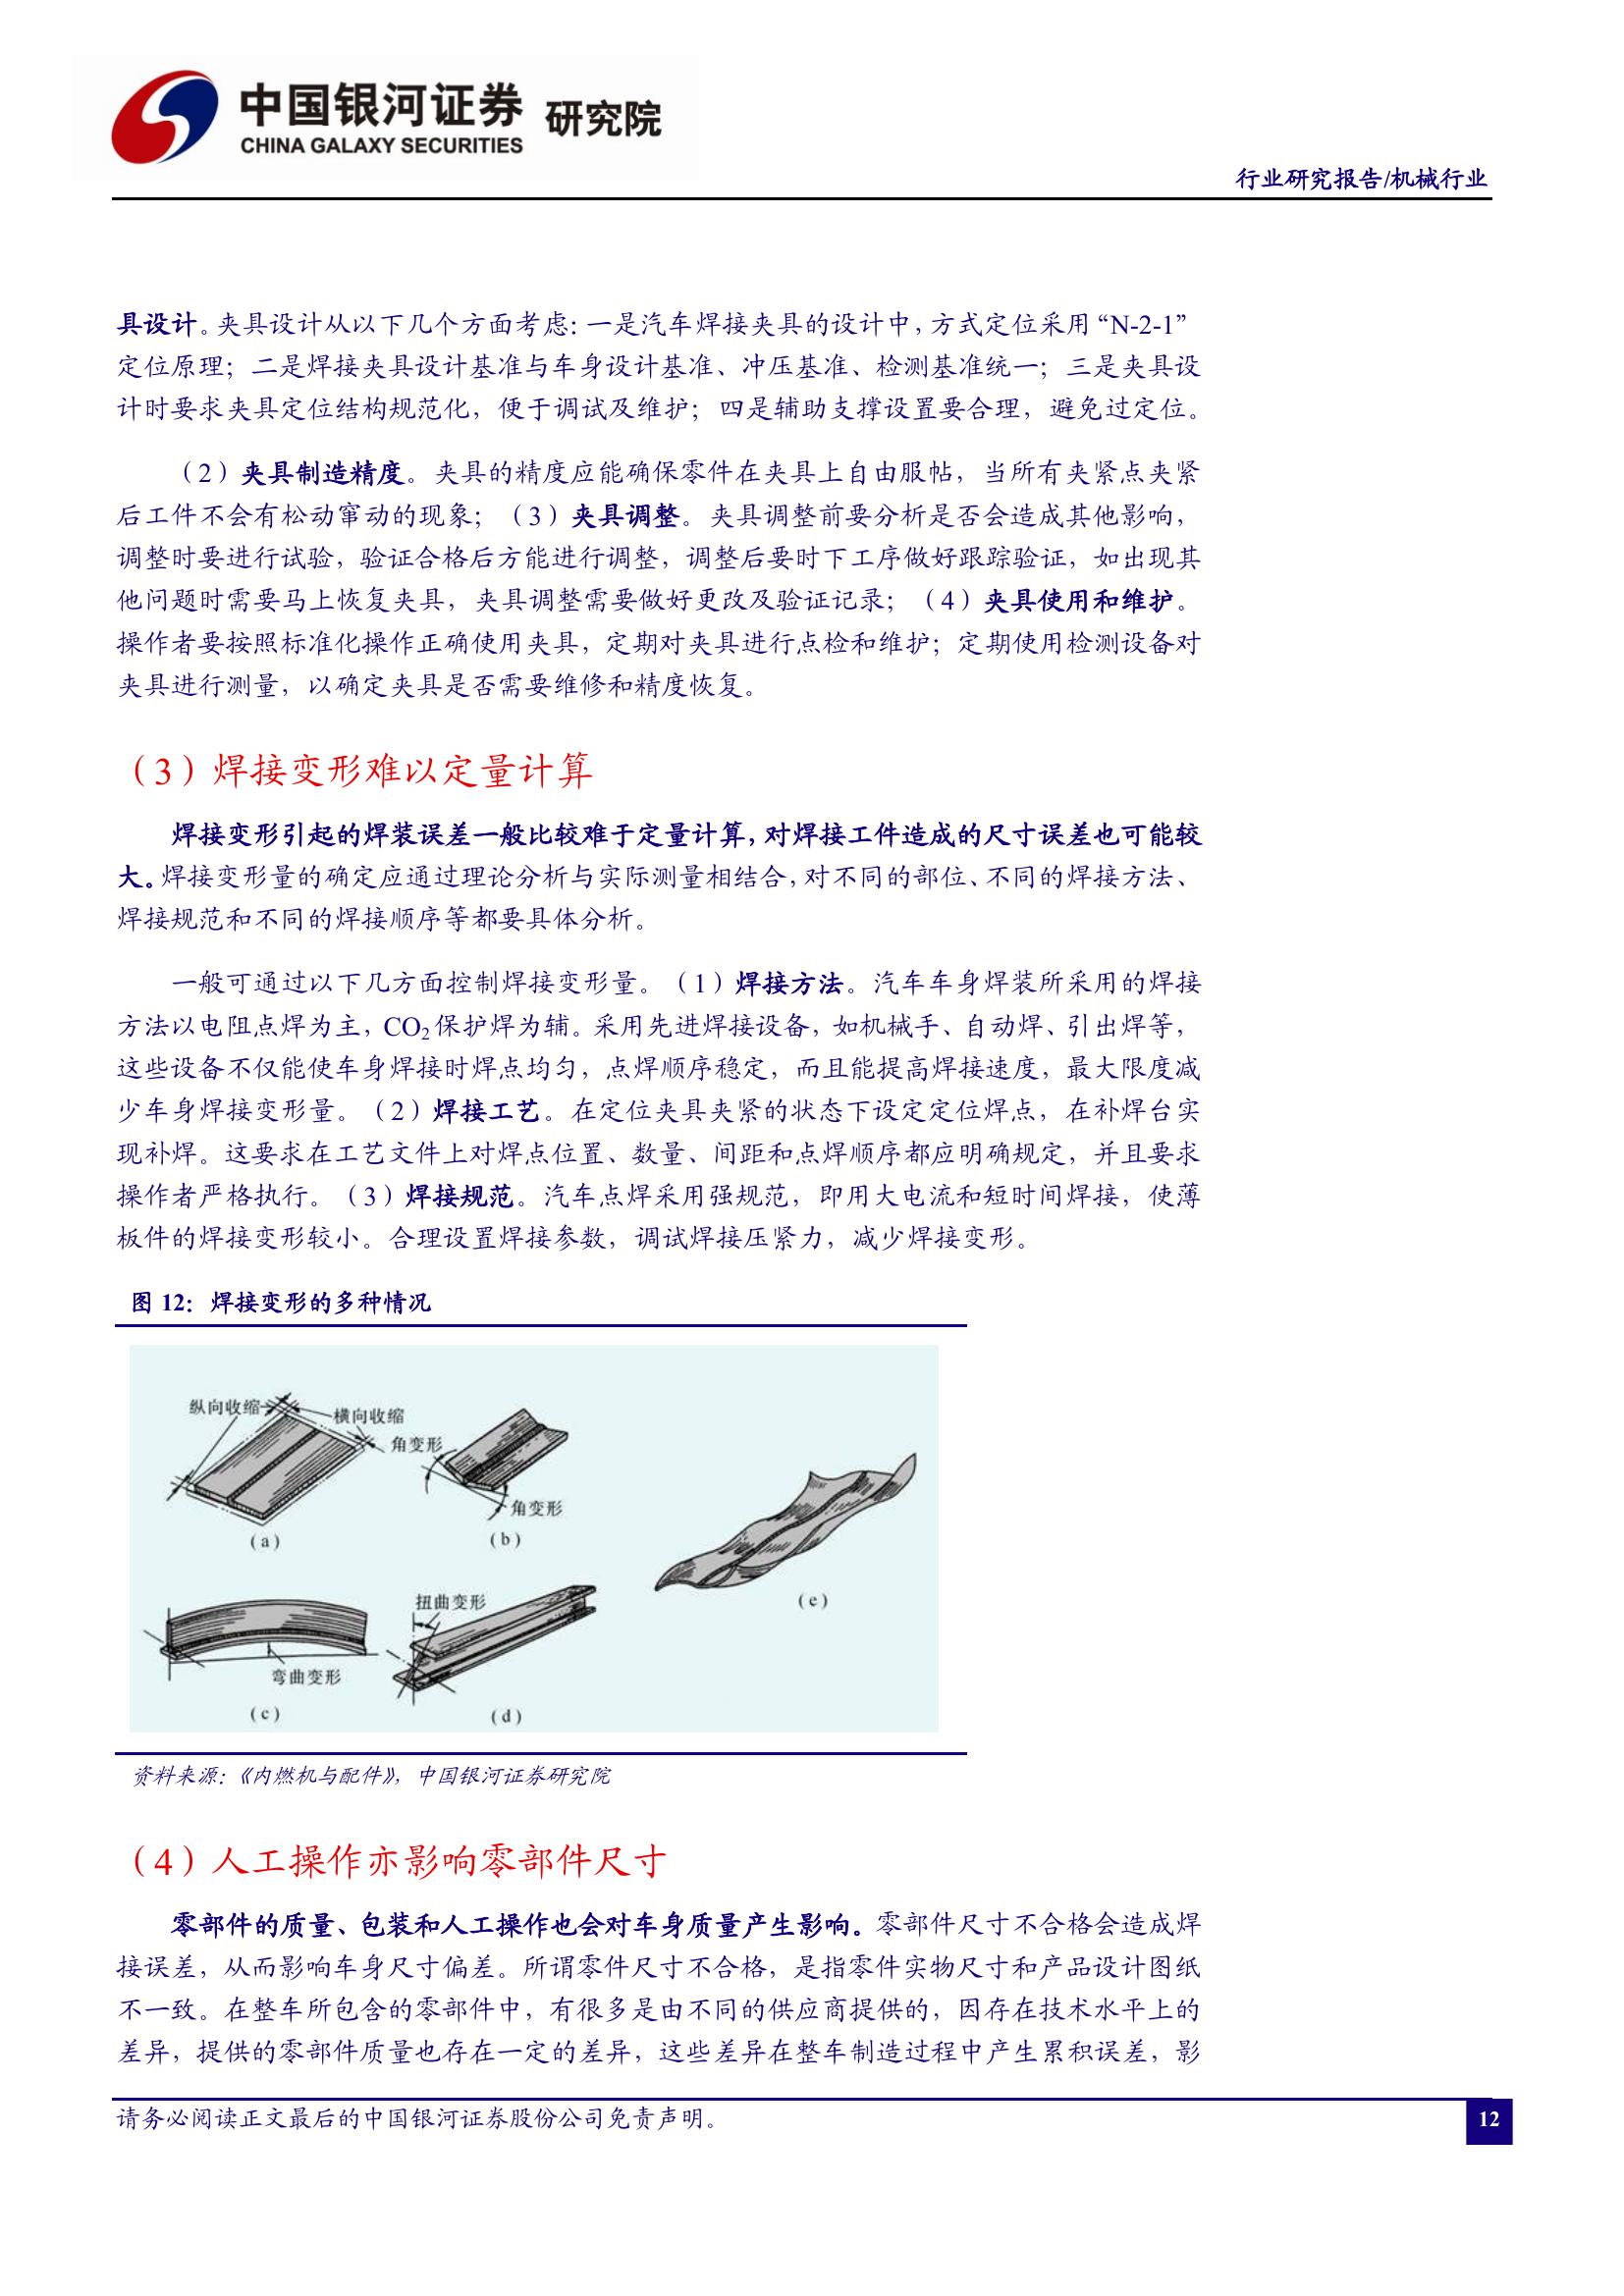 中国银河证券 研究院
CHINA GALAXY SECURITIES
行业研究报告/机械行业
具设计。夹具设计从以下几个方面考虑：一是汽车焊接夹具的设计中，方式定位采用“N-2-1”
定位原理；二是焊接夹具设计基准与车身设计基准、冲压基准、检测基准统一；三是夹具设
计时要求夹具定位结构规范化，便于调试及维护；四是辅助支撑设置要合理，避免过定位。
（2）夹具制造精度。夹具的精度应能确保零件在夹具上自由服帖，当所有夹紧点夹紧
后工件不会有松动窜动的现象；（3）夹具调整。夹具调整前要分析是否会造成其他影响，
调整时要进行试验，验证合格后方能进行调整，调整后要时下工序做好跟踪验证，如出现其
他问题时需要马上恢复夹具，夹具调整需要做好更改及验证记录；（4）夹具使用和维护。
操作者要按照标准化操作正确使用夹具，定期对夹具进行点检和维护；定期使用检测设备对
夹具进行测量，以确定夹具是否需要维修和精度恢复。
（3）焊接变形难以定量计算
焊接变形引起的焊装误差一般比较难于定量计算，对焊接工件造成的尺寸误差也可能较
大。焊接变形量的确定应通过理论分析与实际测量相结合，对不同的部位、不同的焊接方法、
焊接规范和不同的焊接顺序等都要具体分析。
一般可通过以下几方面控制焊接变形量。（1）焊接方法。汽车车身焊装所采用的焊接
方法以电阻点焊为主，CO₂保护焊为辅。采用先进焊接设备，如机械手、自动焊、引出焊等，
这些设备不仅能使车身焊接时焊点均匀，点焊顺序稳定，而且能提高焊接速度，最大限度减
少车身焊接变形量。（2）焊接工艺。在定位夹具夹紧的状态下设定定位焊点，在补焊台实
现补焊。这要求在工艺文件上对焊点位置、数量、间距和点焊顺序都应明确规定，并且要求
操作者严格执行。（3）焊接规范。汽车点焊采用强规范，即用大电流和短时间焊接，使薄
板件的焊接变形较小。合理设置焊接参数，调试焊接压紧力，减少焊接变形。
图 12：焊接变形的多种情况
纵向收缩
横向收缩
角变形
角变形
(a)
(b)
(e)
扭曲变形
弯曲变形
(c)
(d)
资料来源：《内燃机与配件》，中国银河证券研究院
（4）人工操作亦影响零部件尺寸
零部件的质量、包装和人工操作也会对车身质量产生影响。零部件尺寸不合格会造成焊
接误差，从而影响车身尺寸偏差。所谓零件尺寸不合格，是指零件实物尺寸和产品设计图纸
不一致。在整车所包含的零部件中，有很多是由不同的供应商提供的，因存在技术水平上的
差异，提供的零部件质量也存在一定的差异，这些差异在整车制造过程中产生累积误差，影
请务必阅读正文最后的中国银河证券股份公司免责声明。
12